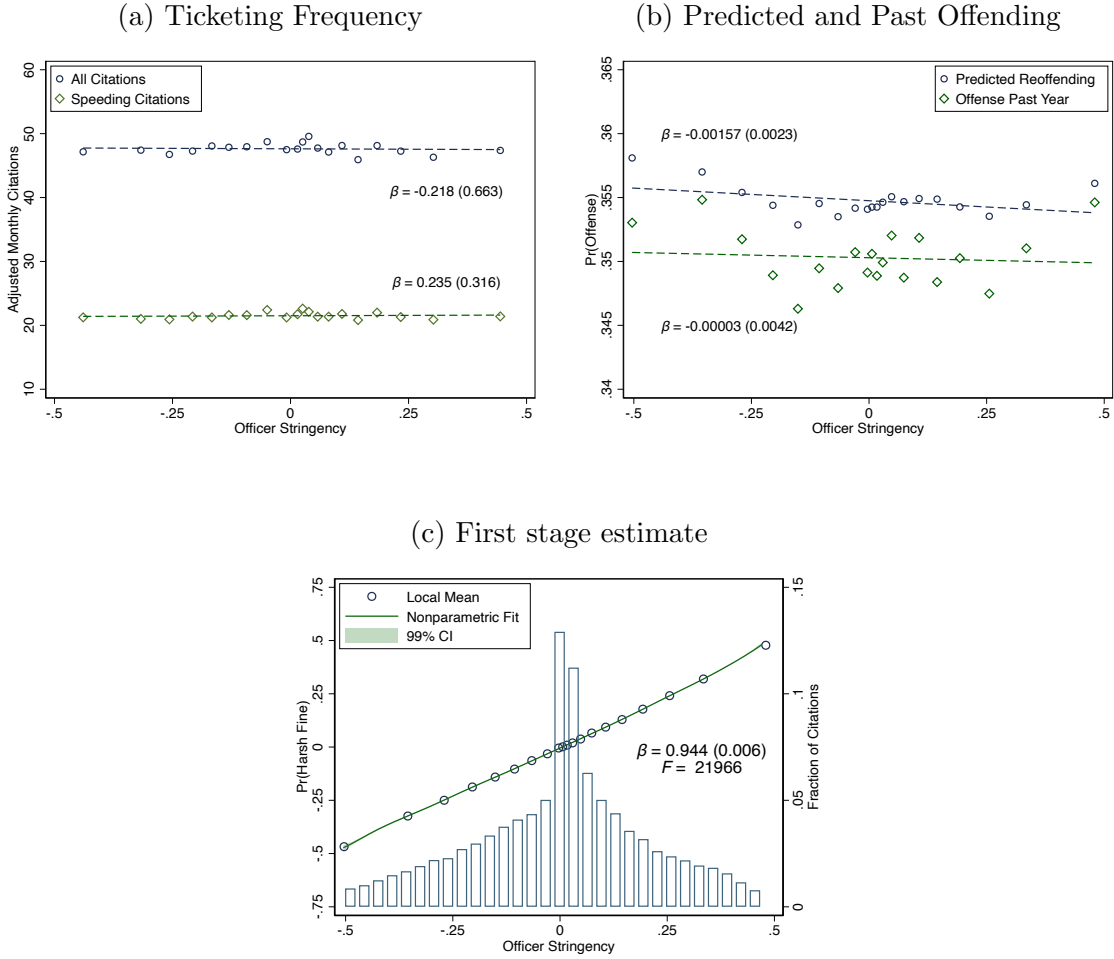 (a) Ticketing Frequency
Adjusted Monthly Citations
60
50
40
30
20
10
All Citations
Speeding Citations
β = -0.218 (0.663)
β = 0.235 (0.316)
-.5
-.25
0
.25
.5
Officer Stringency
(b) Predicted and Past Offending
Pr(Offense)
.365
.36
.355
.35
.345
.34
Predicted Reoffending
Offense Past Year
β = -0.00157 (0.0023)
β = -0.00003 (0.0042)
-.5
-.25
0
.25
.5
Officer Stringency
(c) First stage estimate
Pr(Harsh Fine)
.75
.5
.25
0
-.25
-.5
-.75
Local Mean
Nonparametric Fit
99% CI
β = 0.944 (0.006)
F = 21966
.15
.1
.05
0
Fraction of Citations
-.5
-.25
0
.25
.5
Officer Stringency